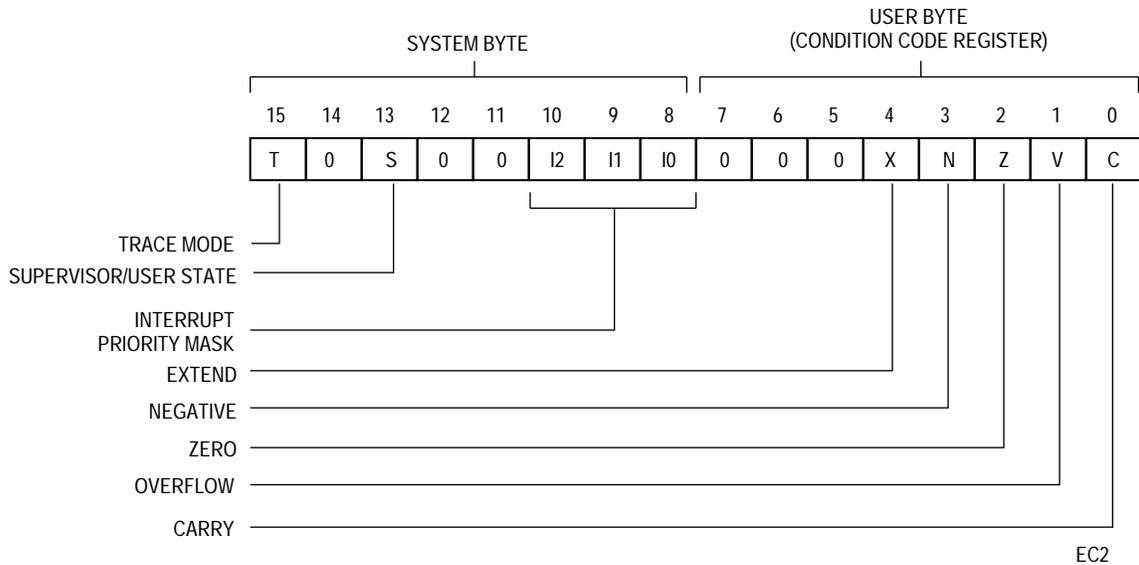 SYSTEM BYTE
USER BYTE
(CONDITION CODE REGISTER)
15 14 13 12 11 10 9 8 7 6 5 4 3 2 1 0
T 0 S 0 0 I2 I1 I0 0 0 0 X N Z V C
TRACE MODE
SUPERVISOR/USER STATE
INTERRUPT
PRIORITY MASK
EXTEND
NEGATIVE
ZERO
OVERFLOW
CARRY
EC2